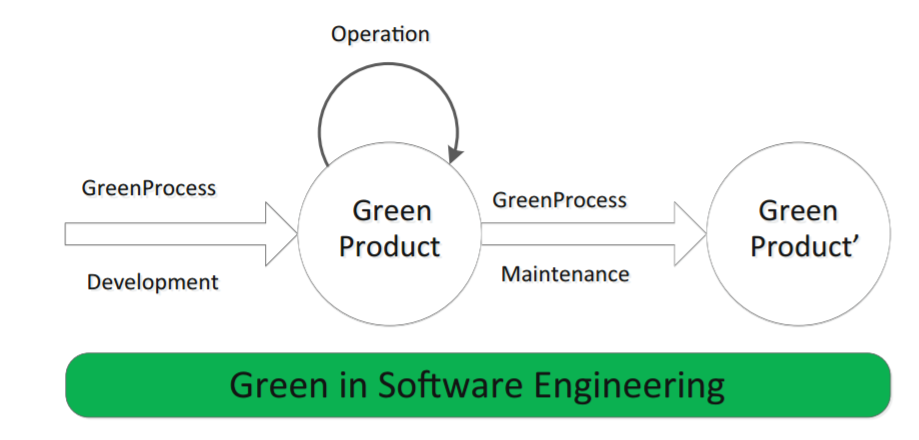 Operation
GreenProcess
Development
Green
Product
GreenProcess
Maintenance
Green
Product’
Green in Software Engineering